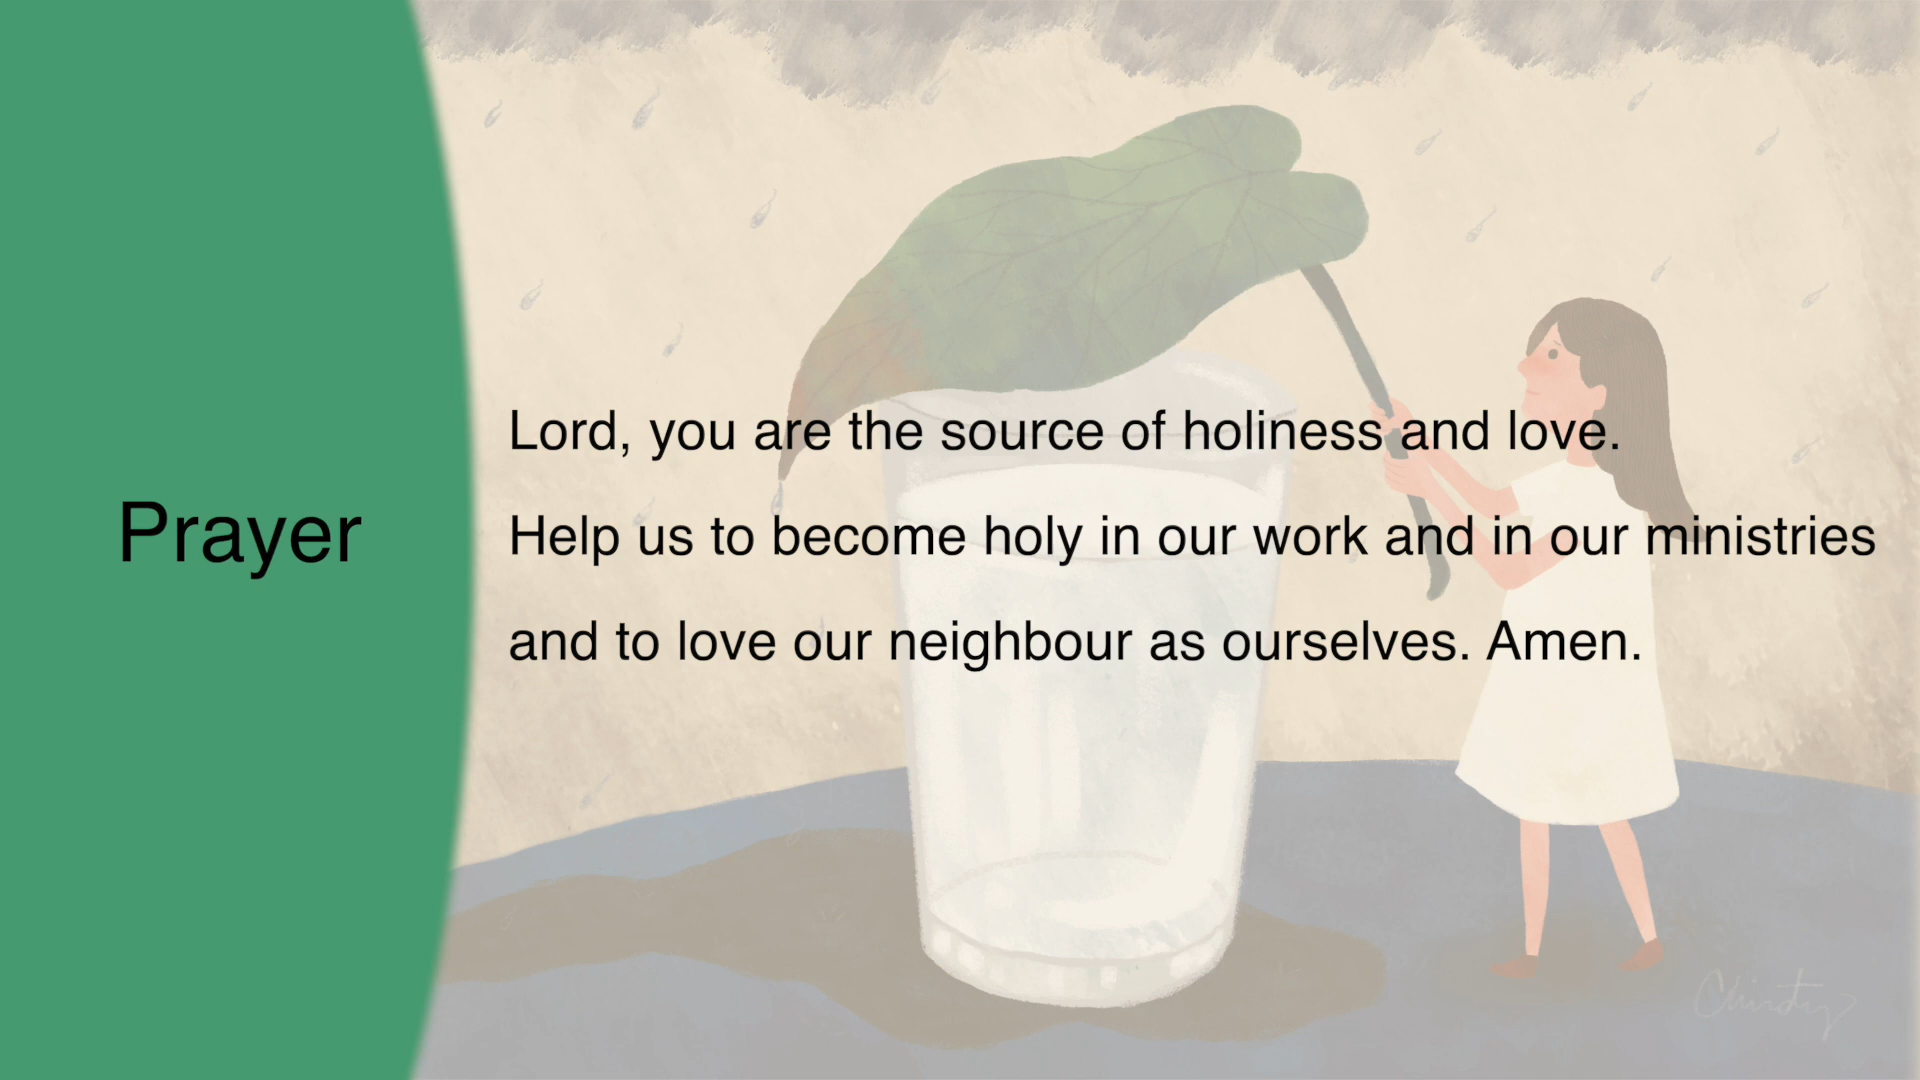 Prayer
Lord, you are the source of holiness and love.
Help us to become holy in our work and in our ministries
and to love our neighbour as ourselves. Amen.